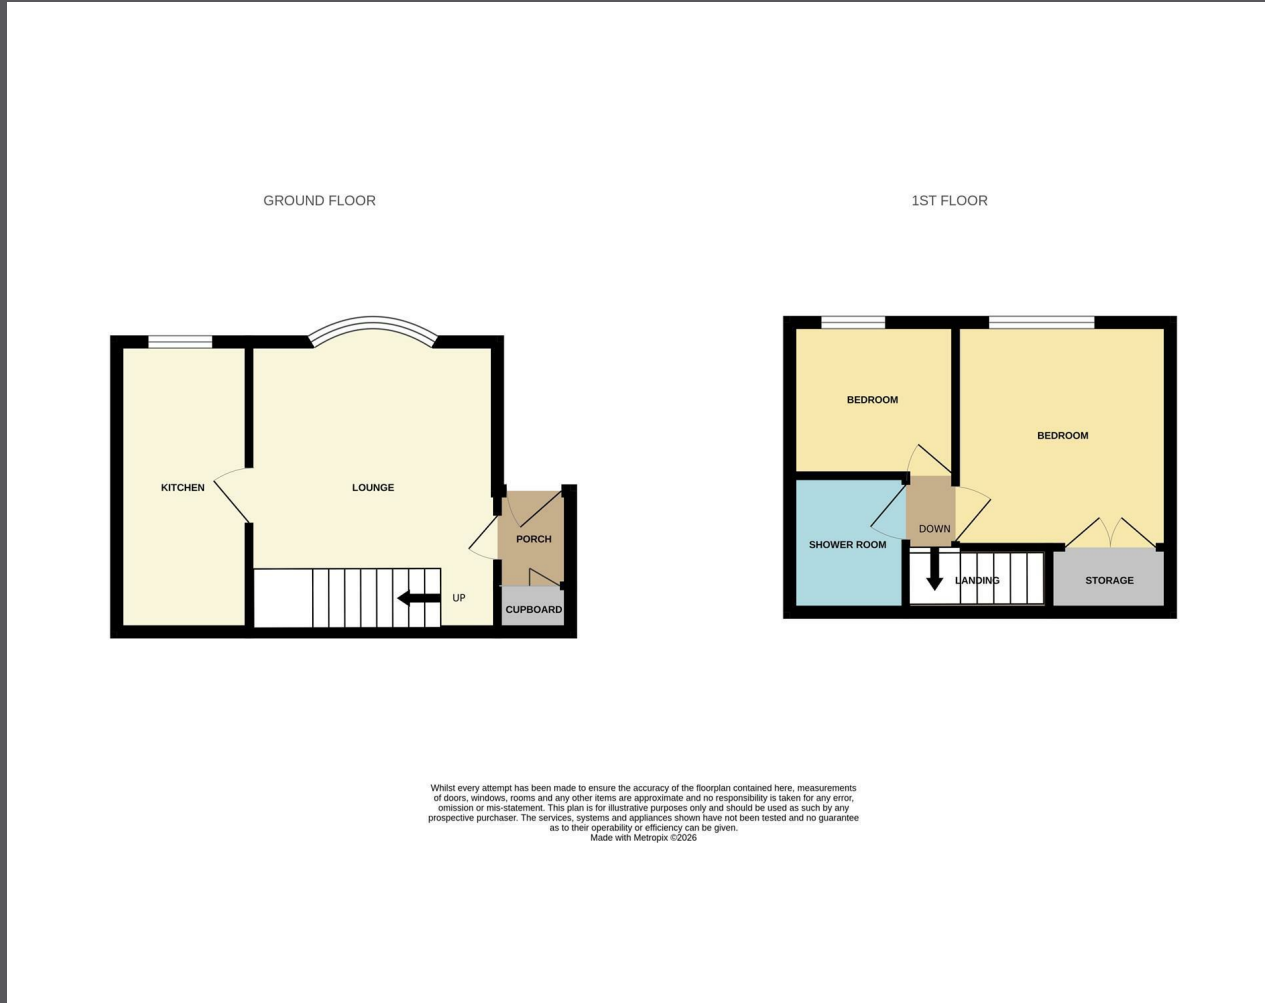 GROUND FLOOR
1ST FLOOR
KITCHEN
LOUNGE
PORCH
UP
CUPBOARD
BEDROOM
BEDROOM
DOWN
SHOWER ROOM
LANDING
STORAGE
Whilst every attempt has been made to ensure the accuracy of the floorplan contained here, measurements
of doors, windows, rooms and any other items are approximate and no responsibility is taken for any error,
omission or mis-statement. This plan is for illustrative purposes only and should be used as such by any
prospective purchaser. The services, systems and appliances shown have not been tested and no guarantee
as to their operability or efficiency can be given.
Made with Metropix ©2026